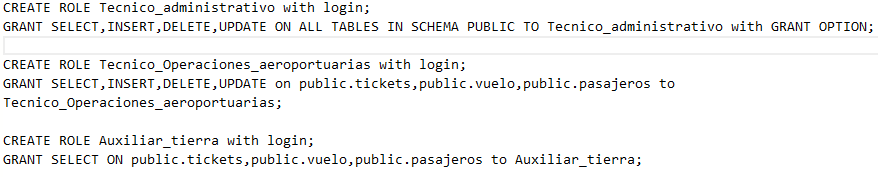 CREATE ROLE Tecnico_administrativo with login;
GRANT SELECT,INSERT,DELETE,UPDATE ON ALL TABLES IN SCHEMA PUBLIC TO Tecnico_administrativo with GRANT OPTION;
CREATE ROLE Tecnico_Operaciones_aeroportuarias with login;
GRANT SELECT,INSERT,DELETE,UPDATE on public.tickets,public.vuelo,public.pasajeros to
Tecnico_Operaciones_aeroportuarias;
CREATE ROLE Auxiliar_tierra with login;
GRANT SELECT ON public.tickets,public.vuelo,public.pasajeros to Auxiliar_tierra;